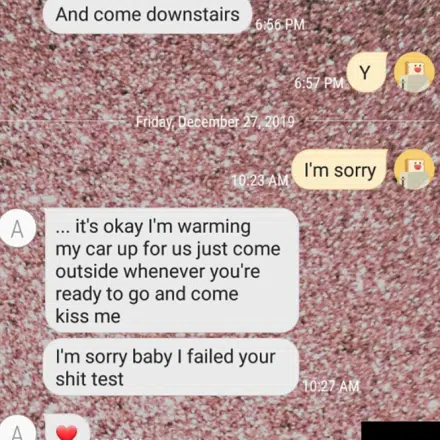 And come downstairs
6:56 PM
Y
6:57 PM
Friday, December 27, 2019
I'm sorry
10:23 AM
A
... it's okay I'm warming
my car up for us just come
outside whenever you're
ready to go and come
kiss me
I'm sorry baby I failed your
shit test
10:27 AM
A
❤️